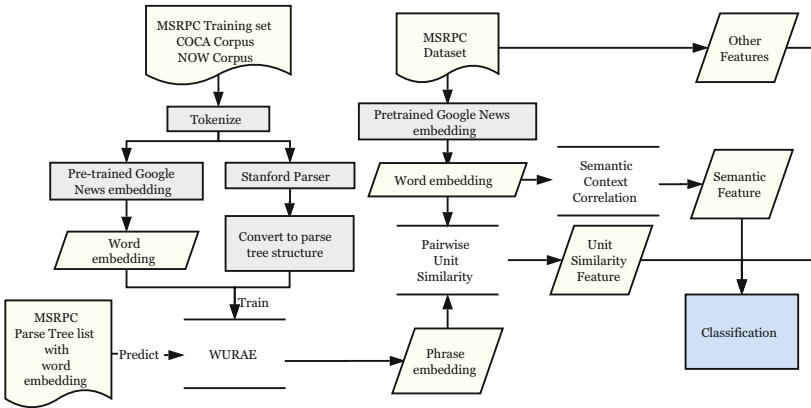 MSRPC Training set
COCA Corpus
NOW Corpus
MSRPC
Dataset
Other
Features
Tokenize
Pretrained Google News
embedding
Pre-trained Google
News embedding
Stanford Parser
Word embedding
Semantic
Context
Correlation
Semantic
Feature
Word
embedding
Convert to parse
tree structure
Pairwise
Unit
Similarity
Unit
Similarity
Feature
Train
MSRPC
Parse Tree list
with
word
embedding
Predict
WURAE
Phrase
embedding
Classification